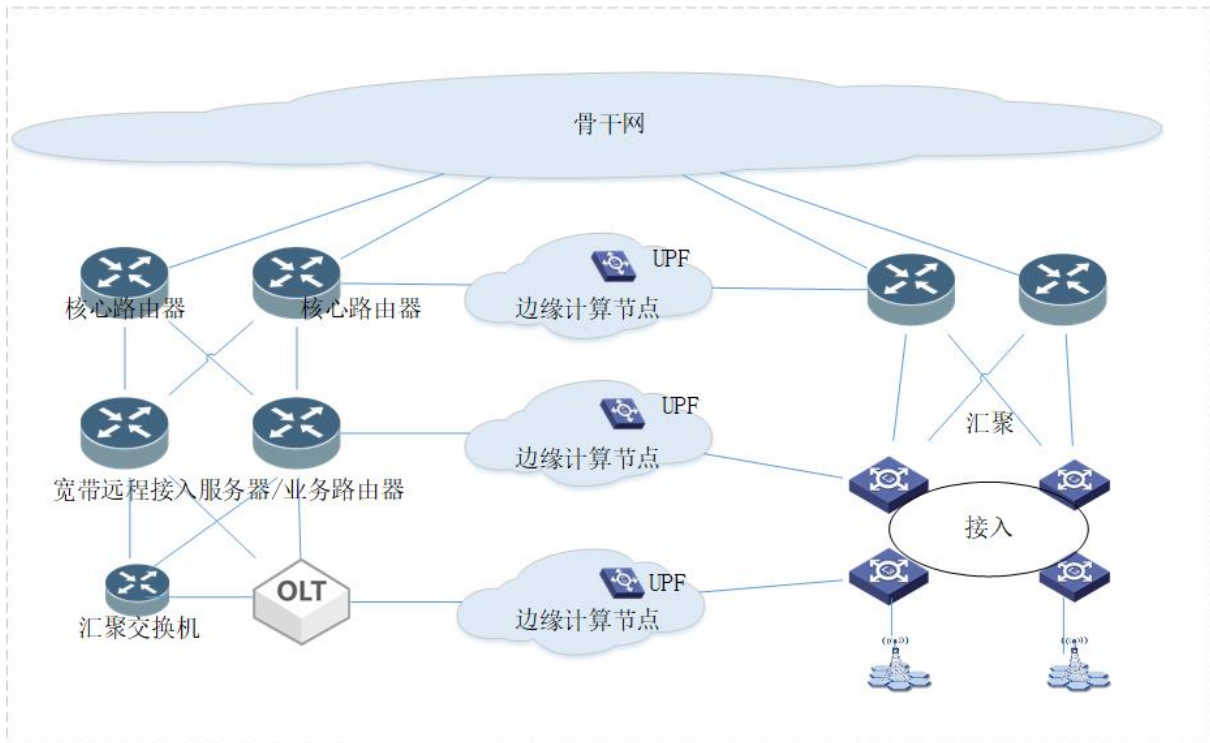 骨干网
UPF
边缘计算节点
核心路由器
核心路由器
UPF
边缘计算节点
汇聚
宽带远程接入服务器/业务路由器
接入
OLT
UPF
边缘计算节点
汇聚交换机